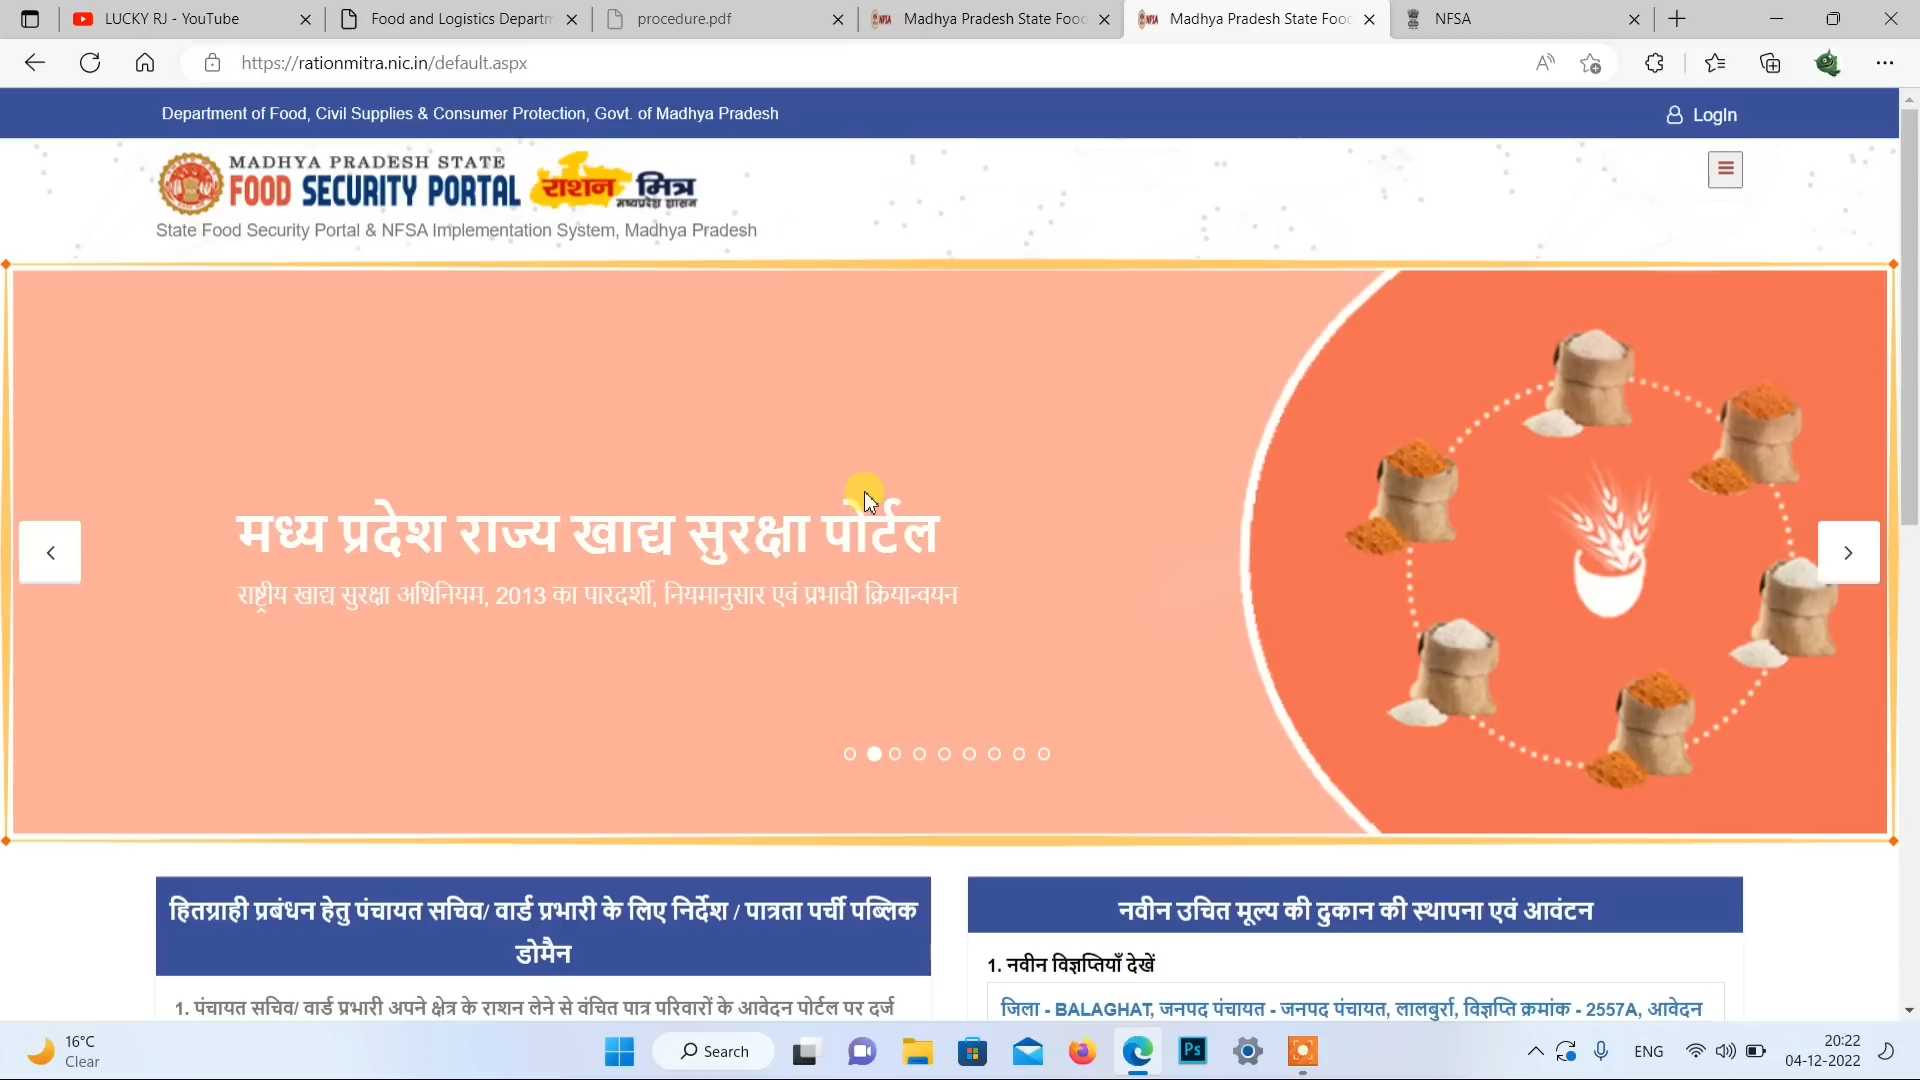 LUCKY RJ - YouTube
Food and Logistics Departm
procedure.pdf
Madhya Pradesh State Food
Madhya Pradesh State Food
NFSA
https://rationmitra.nic.in/default.aspx
Department of Food, Civil Supplies & Consumer Protection, Govt. of Madhya Pradesh
LogIn
MADHYA PRADESH STATE
FOOD SECURITY PORTAL
राशन मित्र
मध्यप्रदेश शासन
State Food Security Portal & NFSA Implementation System, Madhya Pradesh
मध्य प्रदेश राज्य खाद्य सुरक्षा पोर्टल
राष्ट्रीय खाद्य सुरक्षा अधिनियम, 2013 का पारदर्शी, नियमानुसार एवं प्रभावी क्रियान्वयन
हितग्राही प्रबंधन हेतु पंचायत सचिव/ वार्ड प्रभारी के लिए निर्देश / पात्रता पर्ची पब्लिक
डोमैन
1. पंचायत सचिव/ वार्ड प्रभारी अपने क्षेत्र के राशन लेने से वंचित पात्र परिवारों के आवेदन पोर्टल पर दर्ज
नवीन उचित मूल्य की दुकान की स्थापना एवं आवंटन
1. नवीन विज्ञप्तियाँ देखें
जिला - BALAGHAT, जनपद पंचायत - जनपद पंचायत, लालबुर्रा, विज्ञप्ति क्रमांक - 2557A, आवेदन
16°C
Clear
Search
Ps
ENG
20:22
04-12-2022